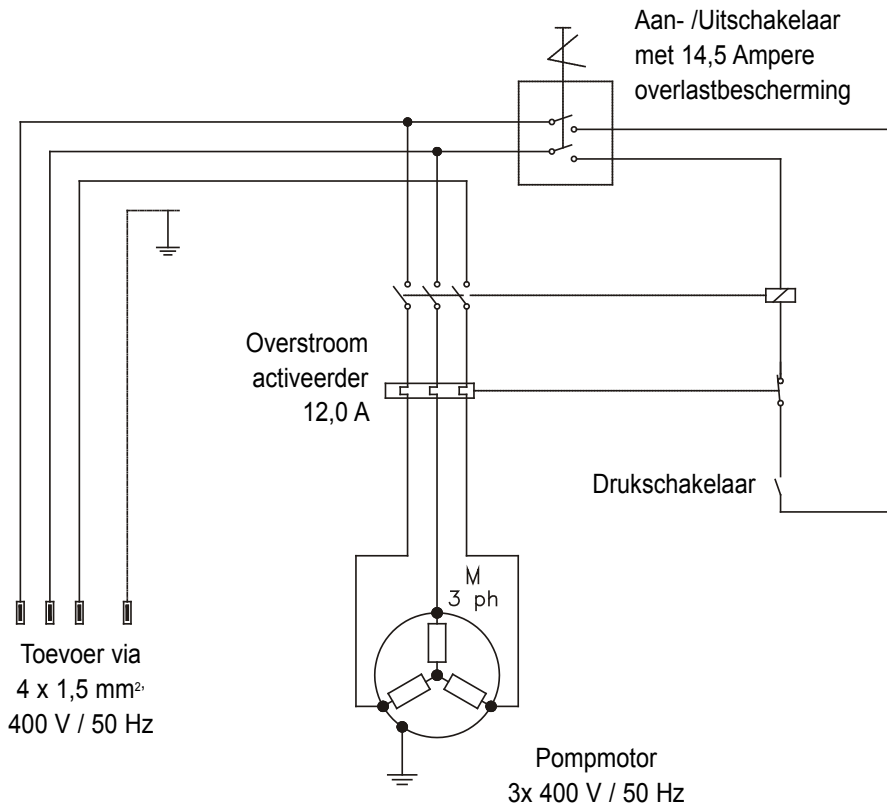 Aan- /Uitschakelaar
met 14,5 Ampere
overlastbescherming
Overstroom
activeerder
12,0 A
Drukschakelaar
M
3 ph
Toevoer via
4 x 1,5 mm²,
400 V / 50 Hz
Pompmotor
3x 400 V / 50 Hz